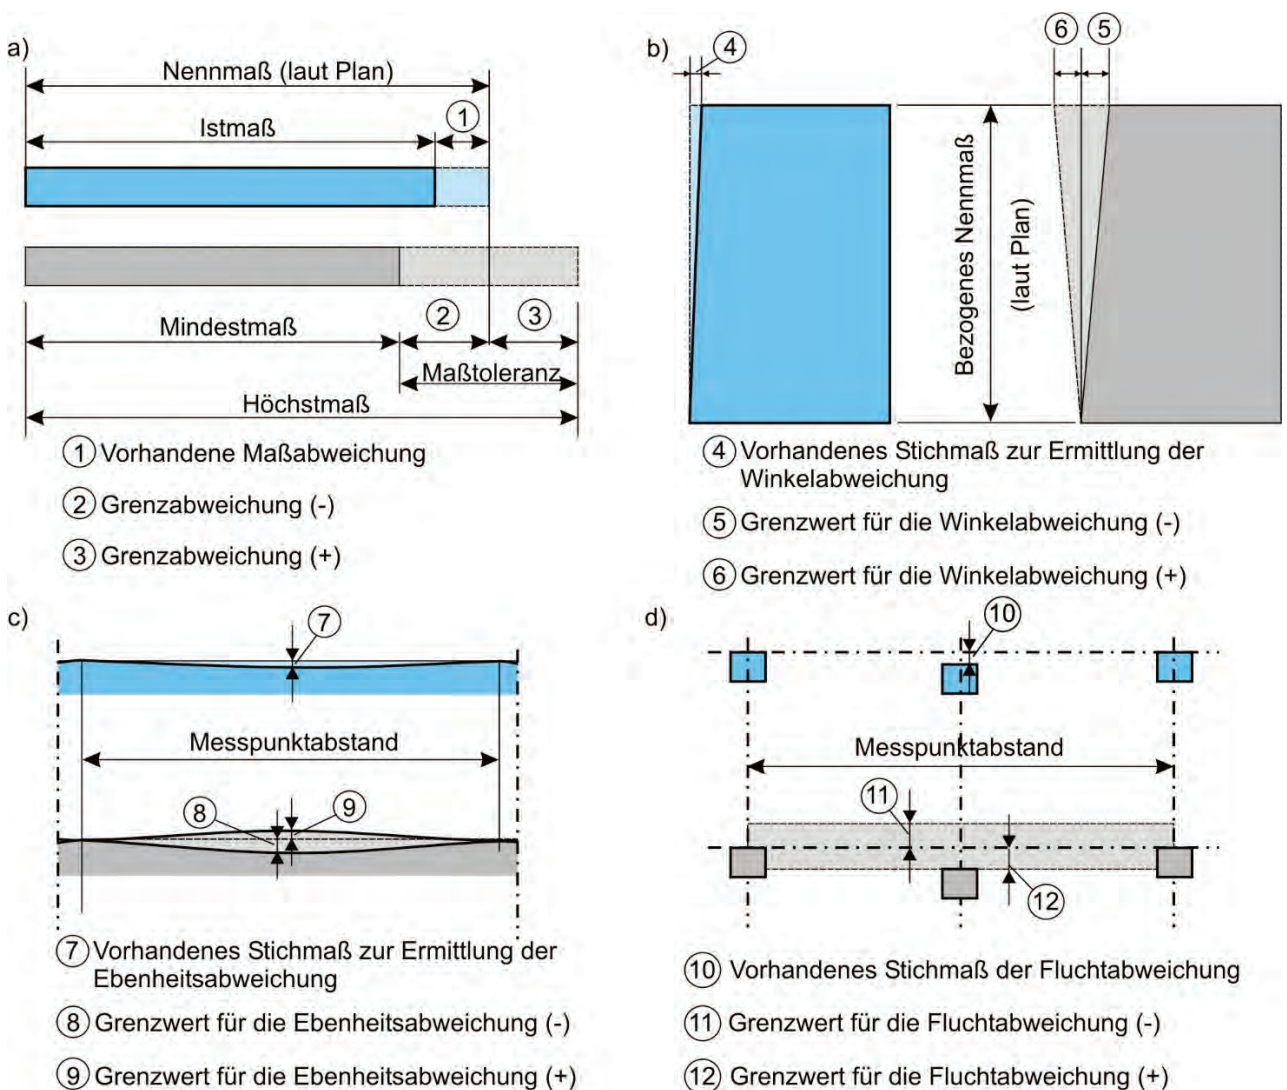 a)
Nennmaß (laut Plan)
Istmaß
1
Mindestmaß
2
3
Maßtoleranz
Höchstmaß
1 Vorhandene Maßabweichung
2 Grenzabweichung (-)
3 Grenzabweichung (+)
b)
4
6
5
Bezogenes Nennmaß
(laut Plan)
4 Vorhandenes Stichmaß zur Ermittlung der
Winkelabweichung
5 Grenzwert für die Winkelabweichung (-)
6 Grenzwert für die Winkelabweichung (+)
c)
7
Messpunktabstand
8
9
7 Vorhandenes Stichmaß zur Ermittlung der
Ebenheitsabweichung
8 Grenzwert für die Ebenheitsabweichung (-)
9 Grenzwert für die Ebenheitsabweichung (+)
d)
10
Messpunktabstand
11
12
10 Vorhandenes Stichmaß der Fluchtabweichung
11 Grenzwert für die Fluchtabweichung (-)
12 Grenzwert für die Fluchtabweichung (+)